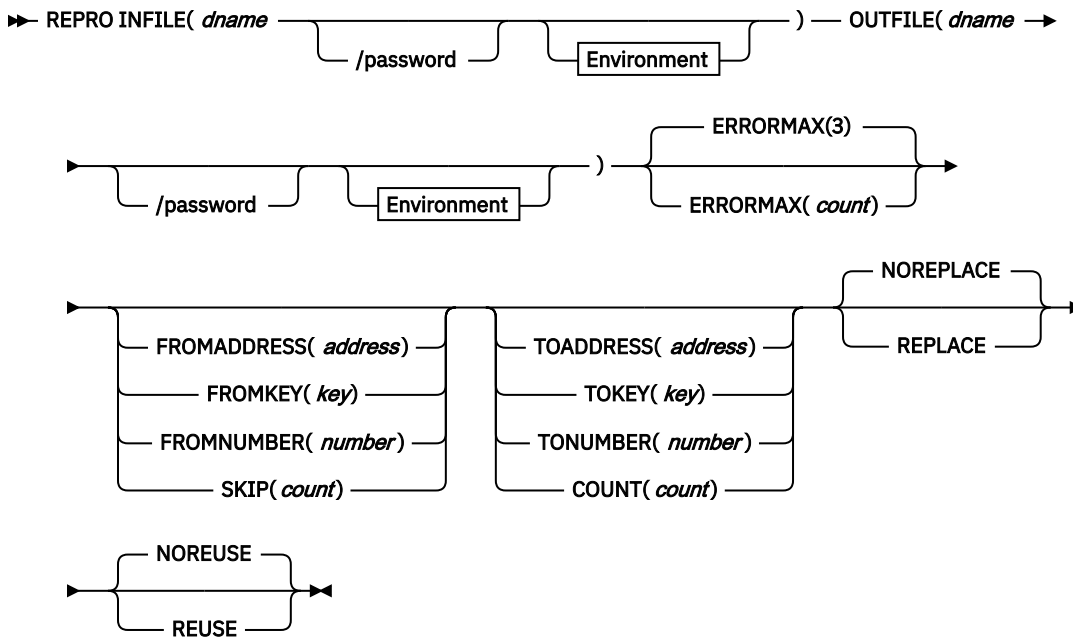 REPRO INFILE( dname ) OUTFILE( dname
/password Environment
ERRORMAX(3)
)
/password Environment ERRORMAX( count)
NOREPLACE
FROMADDRESS( address) TOADDRESS( address) REPLACE
FROMKEY( key) TOKEY( key)
FROMNUMBER( number) TONUMBER( number)
SKIP( count) COUNT( count)
NOREUSE
REUSE